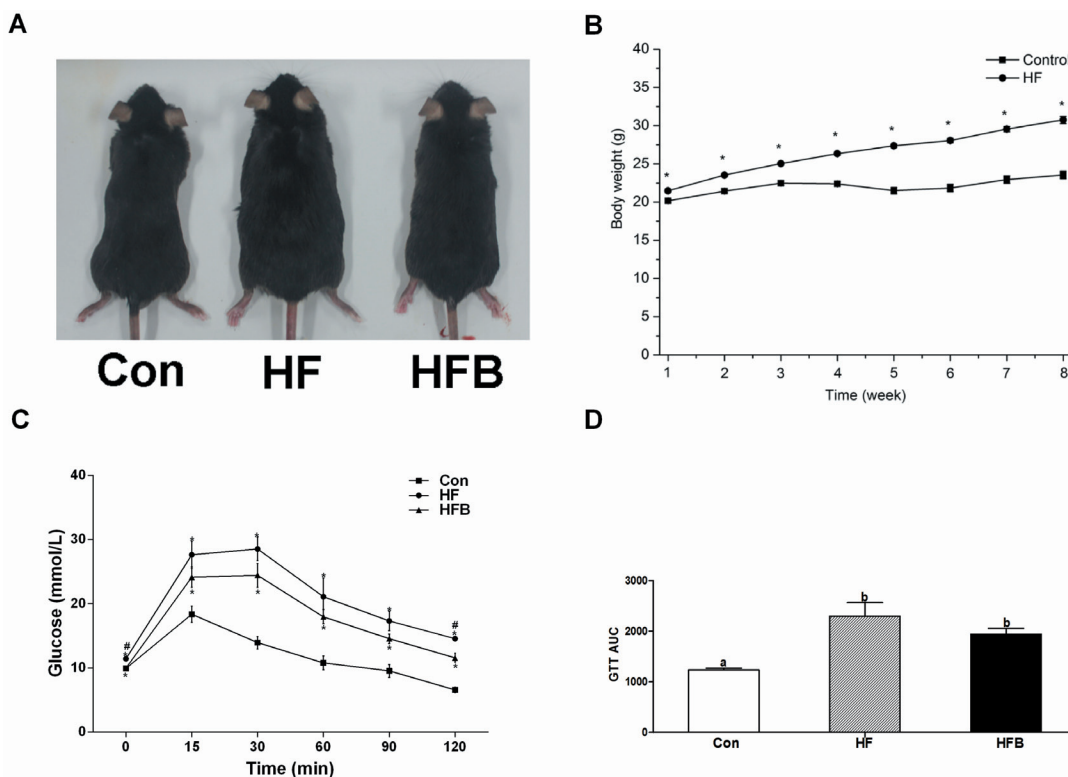 A
Con HF HFB
B
Control
HF
40
35
30
25
20
15
10
5
0
Body weight (g)
* * * * * * * *
1 2 3 4 5 6 7 8
Time (week)
C
Con
HF
HFB
40
30
20
10
0
Glucose (mmol/L)
# * * * * * # *
* * * * * *
0 15 30 60 90 120
Time (min)
D
3000
2000
1000
0
GTT AUC
a b b
Con HF HFB